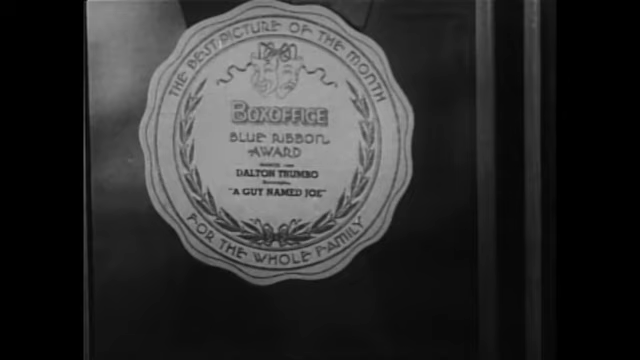 THE BEST PICTURE OF THE MONTH
BOXOFFICE
BLUE RIBBON
AWARD
DALTON TRUMBO
"A GUY NAMED JOE"
FOR THE WHOLE FAMILY